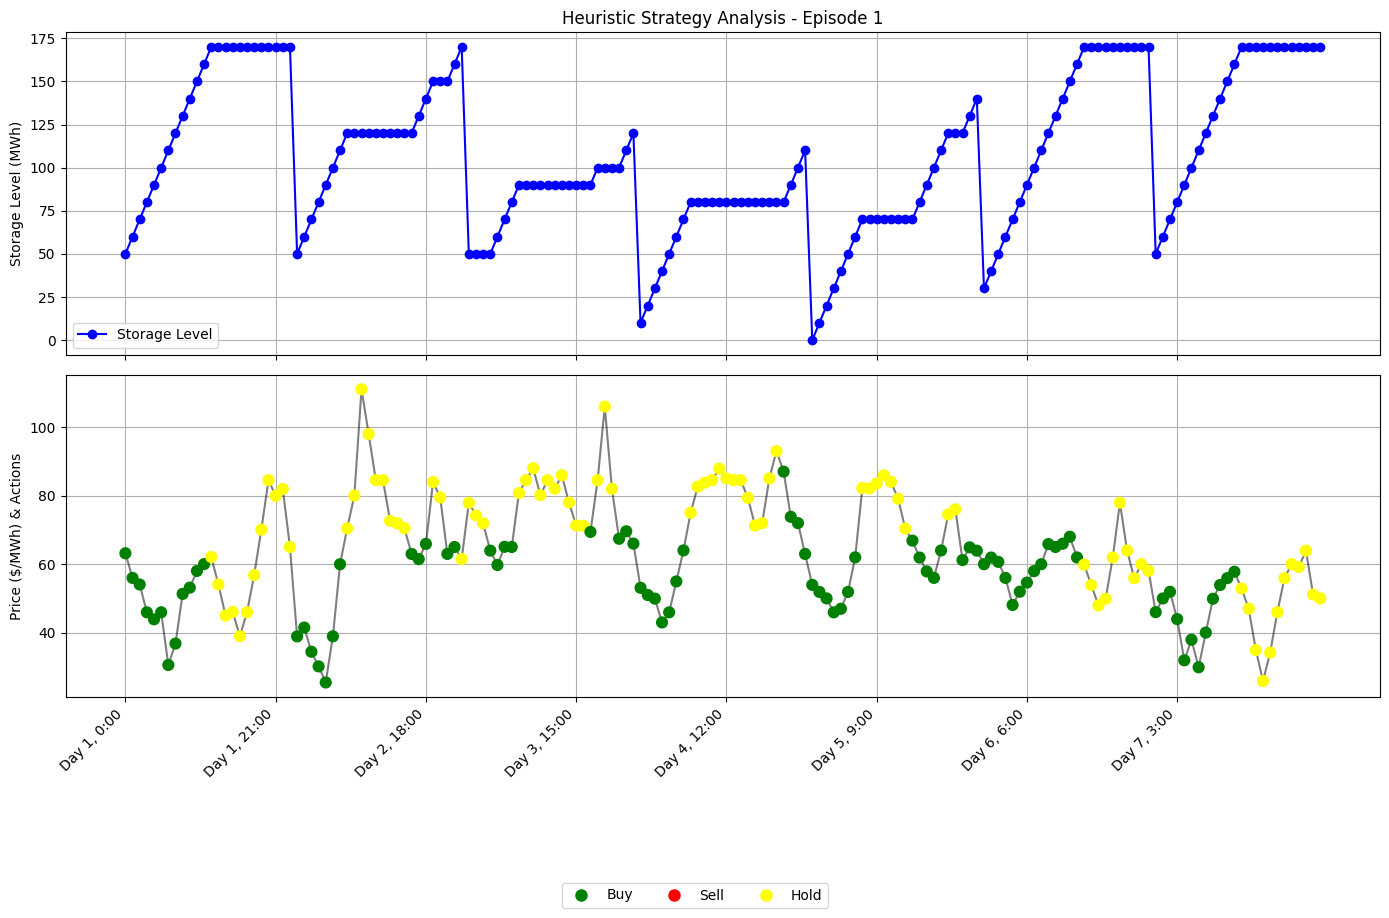 Heuristic Strategy Analysis - Episode 1
Storage Level (MWh)
175
150
125
100
75
50
25
0
Storage Level
Price ($/MWh) & Actions
100
80
60
40
Day 1, 0:00
Day 1, 21:00
Day 2, 18:00
Day 3, 15:00
Day 4, 12:00
Day 5, 9:00
Day 6, 6:00
Day 7, 3:00
Buy
Sell
Hold